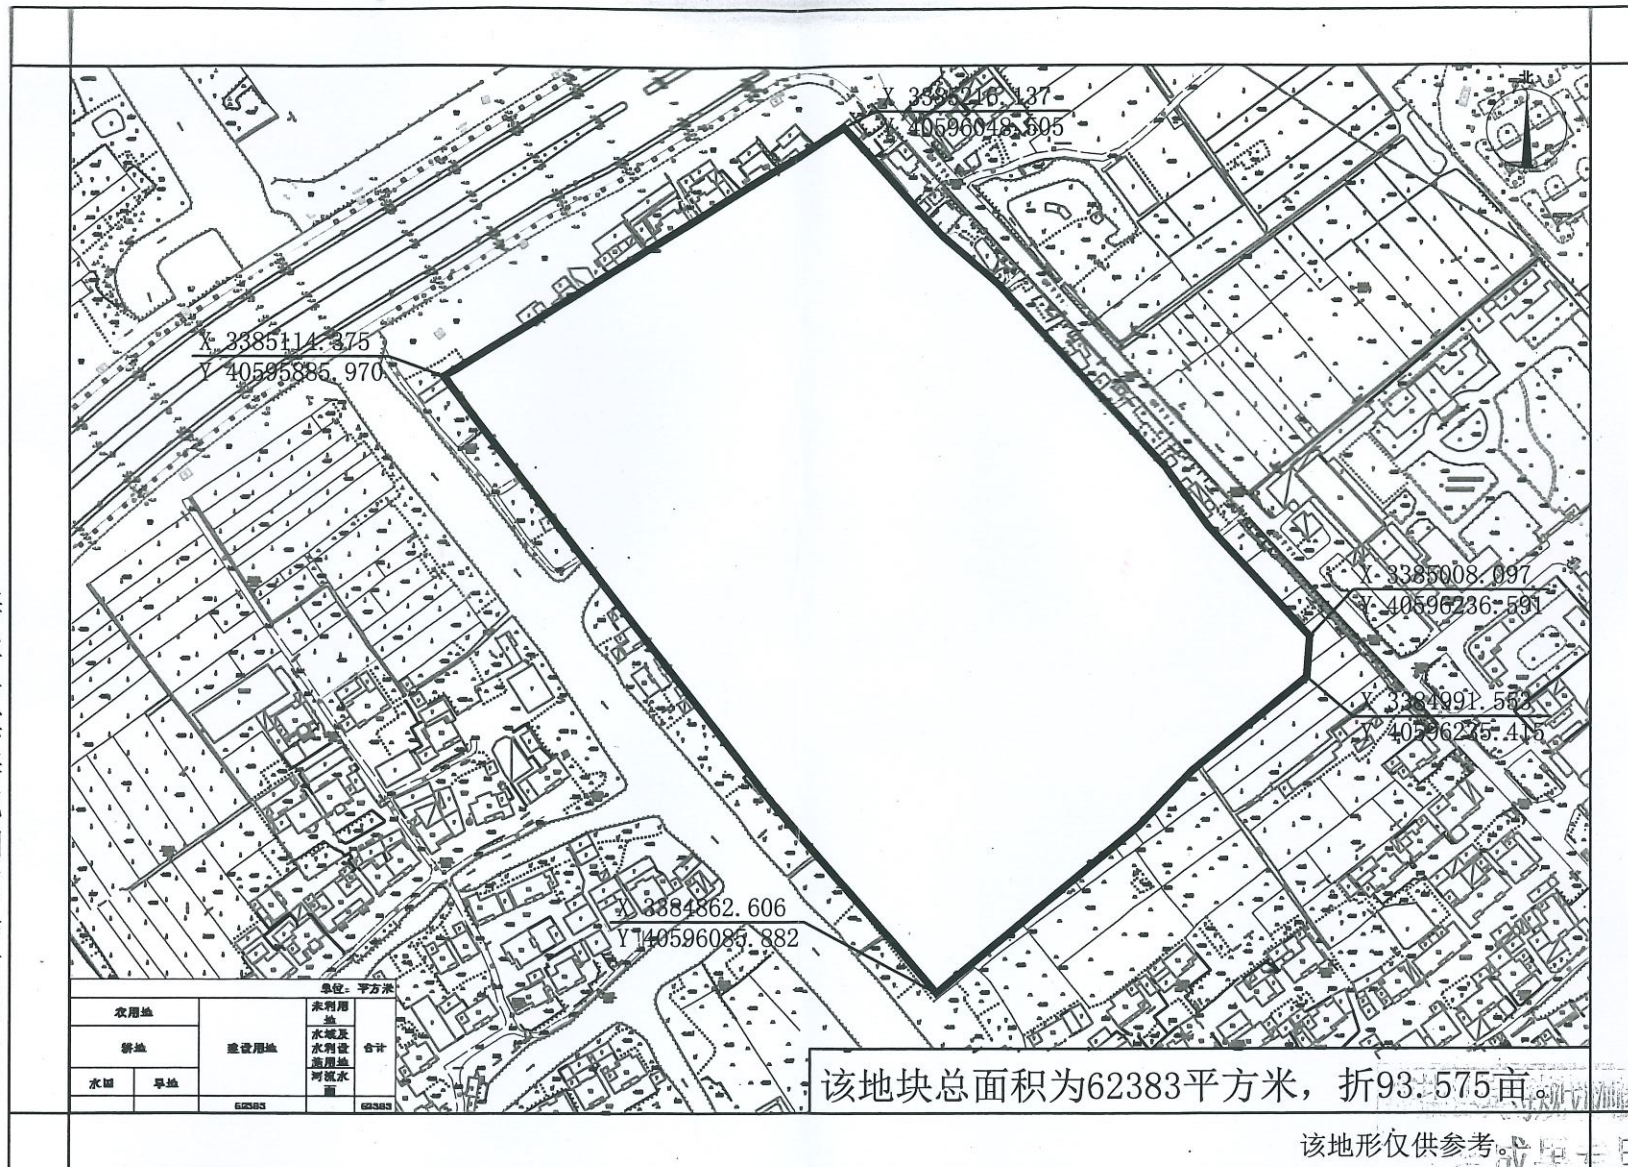 北
X 3385216.137
Y 40596048.505
X 3385114.375
Y 40595885.970
X 3385008.097
Y 40596236.591
X 3384991.553
Y 40596235.415
X 3384862.606
Y 40596085.882
单位：平方米
农用地
建设用地
未利用地
合计
耕地
水域及水利设施用地
水田
旱地
河流水面
62383
62383
该地块总面积为62383平方米，折93.575亩。
该地形仅供参考。